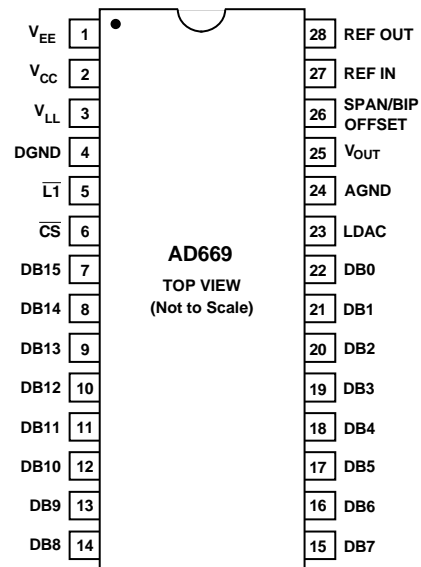 V_EE 1 28 REF OUT
V_CC 2 27 REF IN
V_LL 3 26 SPAN/BIP OFFSET
DGND 4 25 V_OUT
L̅1̅ 5 24 AGND
C̅S̅ 6 23 LDAC
DB15 7 22 DB0
DB14 8 21 DB1
DB13 9 20 DB2
DB12 10 19 DB3
DB11 11 18 DB4
DB10 12 17 DB5
DB9 13 16 DB6
DB8 14 15 DB7
AD669
TOP VIEW
(Not to Scale)